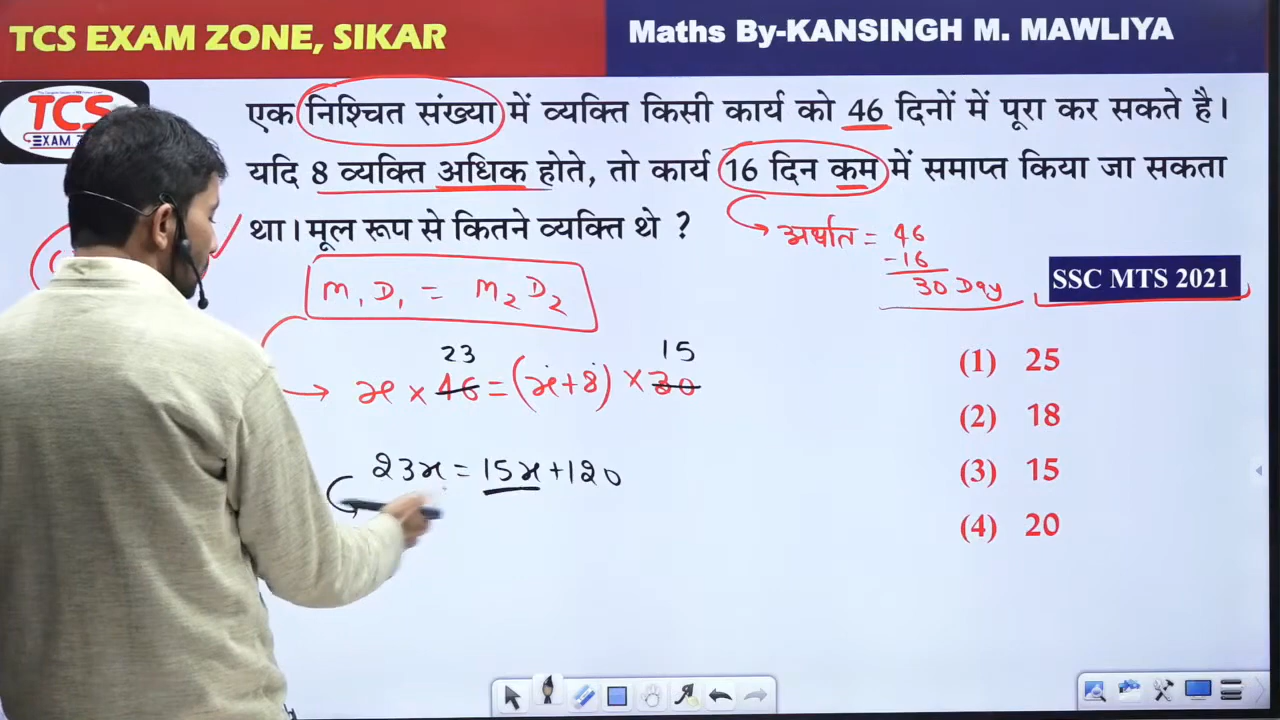 TCS EXAM ZONE, SIKAR
Maths By-KANSINGH M. MAWLIYA
TCS
EXAM
एक निश्चित संख्या में व्यक्ति किसी कार्य को 46 दिनों में पूरा कर सकते है।
यदि 8 व्यक्ति अधिक होते, तो कार्य 16 दिन कम में समाप्त किया जा सकता
था। मूल रूप से कितने व्यक्ति थे ?
अर्थात = 46
-16
30 Day
SSC MTS 2021
M₁D₁ = M₂D₂
23 15
x × 46 = (x+8) × 30
23x = 15x+120
(1) 25
(2) 18
(3) 15
(4) 20